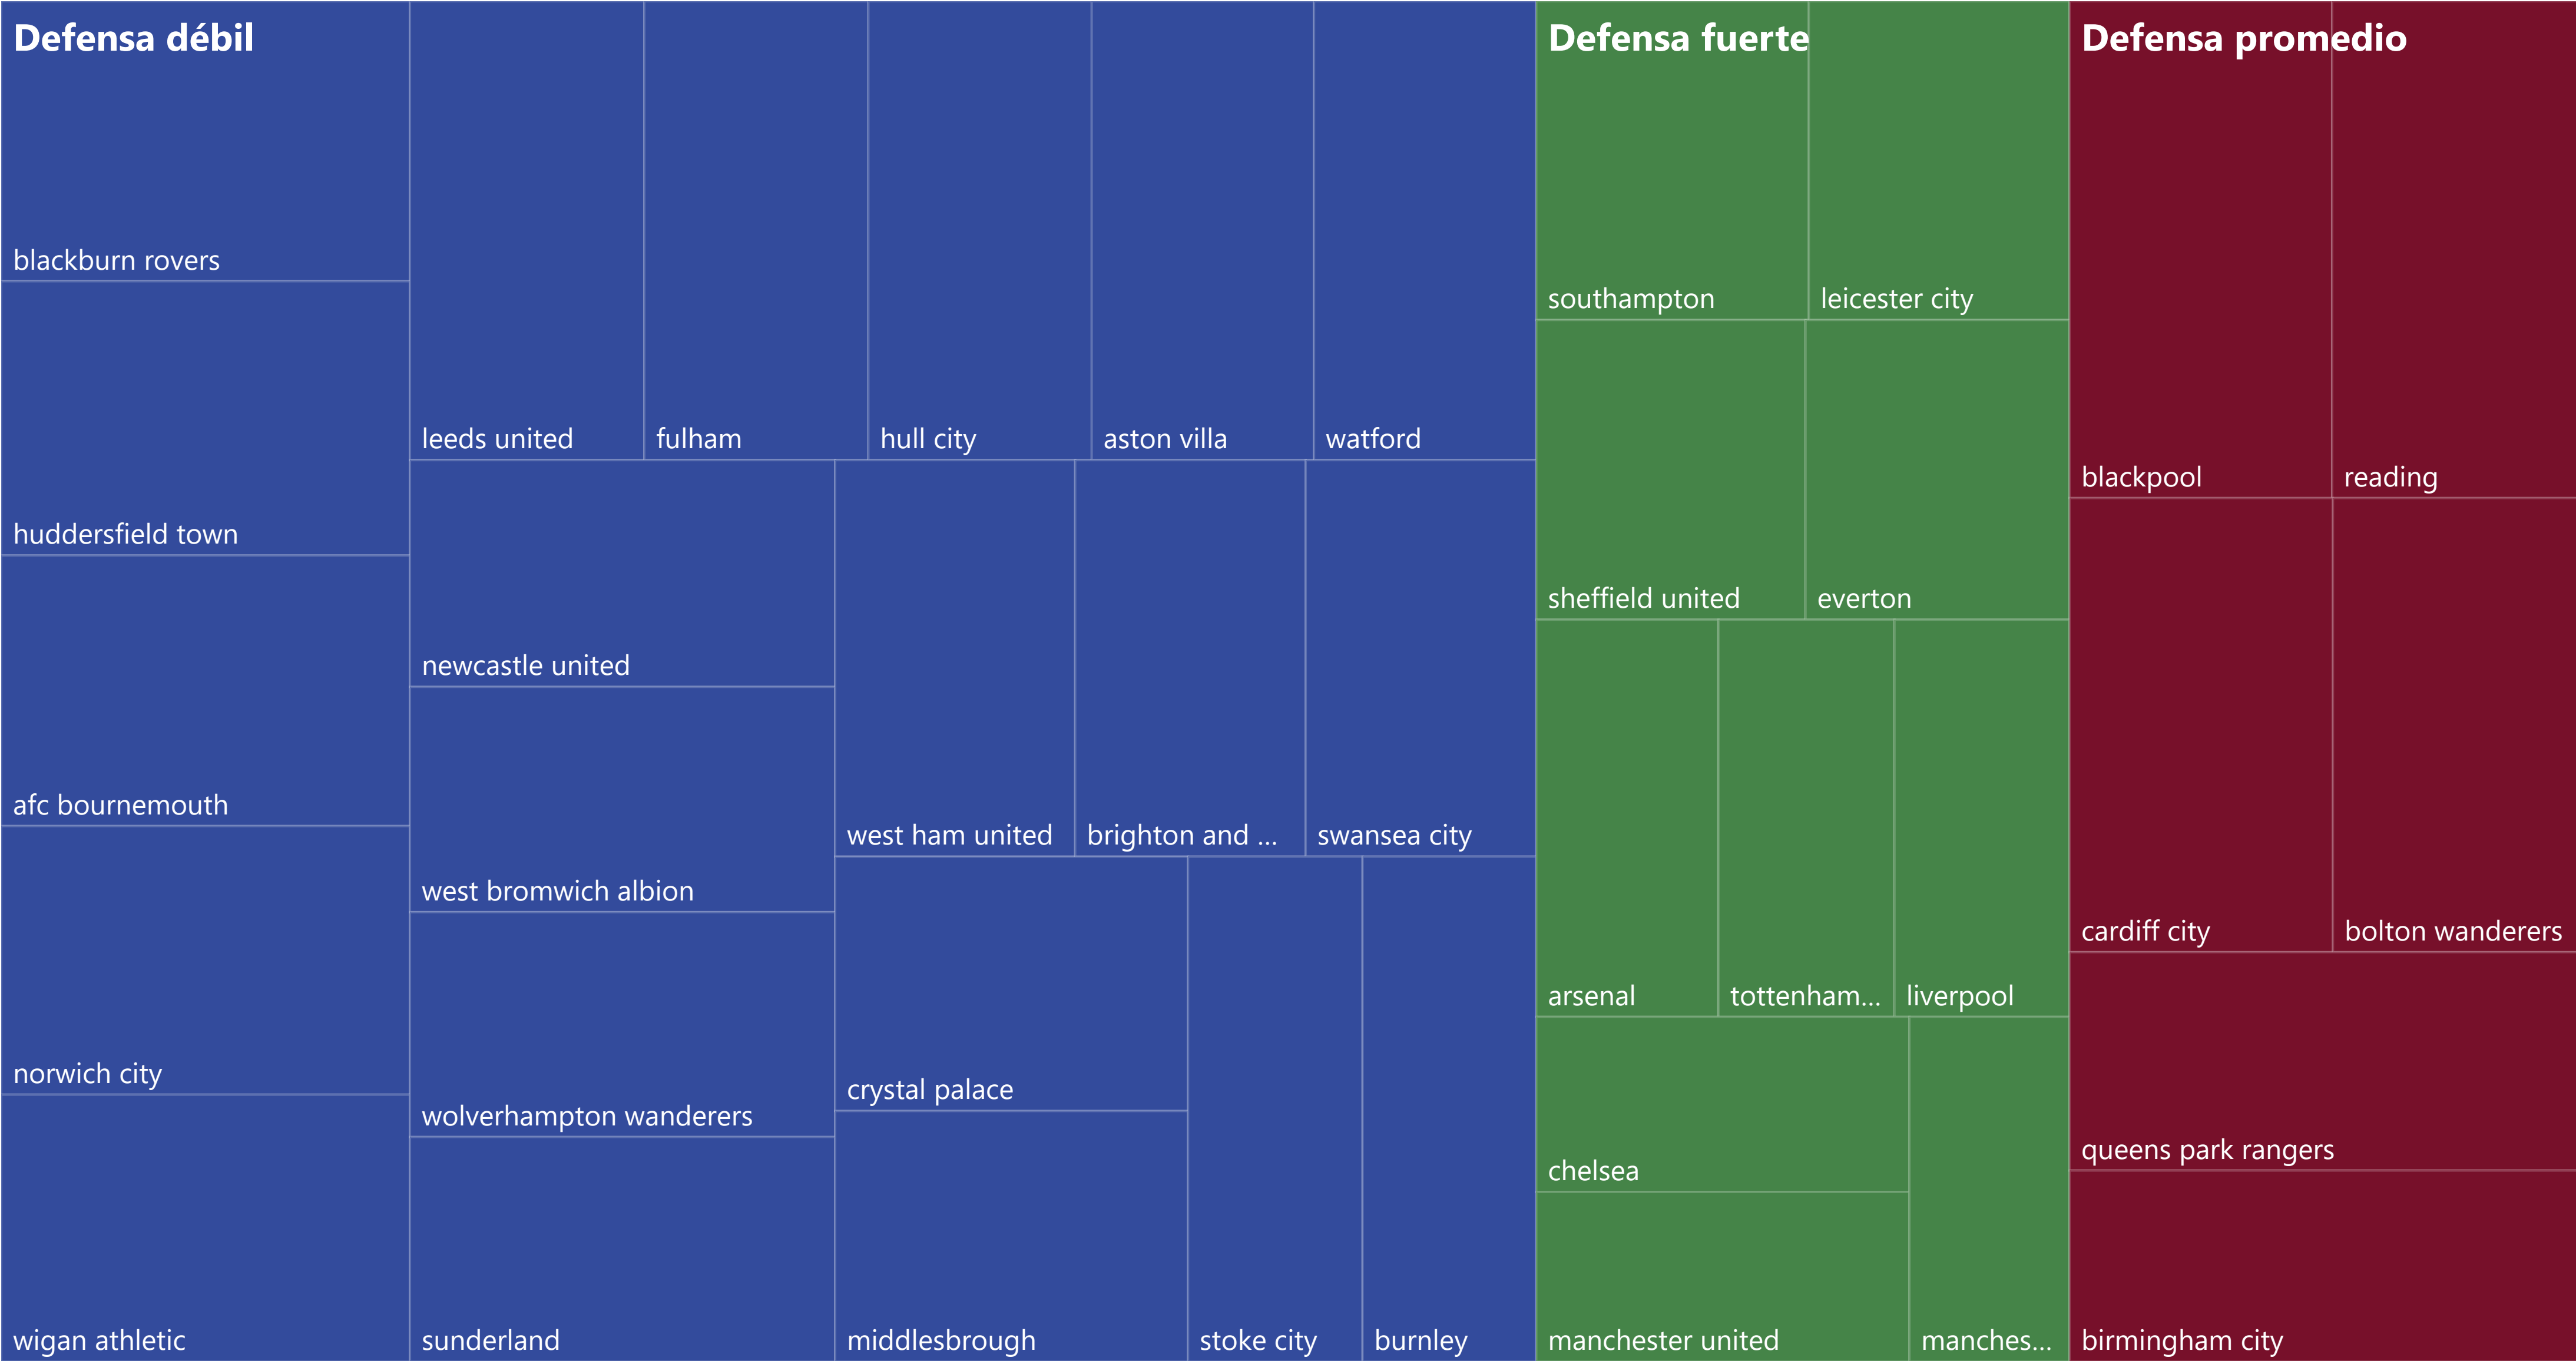 Defensa débil
blackburn rovers
huddersfield town
afc bournemouth
norwich city
wigan athletic
leeds united
fulham
hull city
aston villa
watford
newcastle united
west bromwich albion
wolverhampton wanderers
sunderland
west ham united
brighton and ...
swansea city
crystal palace
middlesbrough
stoke city
burnley
Defensa fuerte
southampton
leicester city
sheffield united
everton
arsenal
tottenham...
liverpool
chelsea
manchester united
manches...
Defensa promedio
blackpool
reading
cardiff city
bolton wanderers
queens park rangers
birmingham city